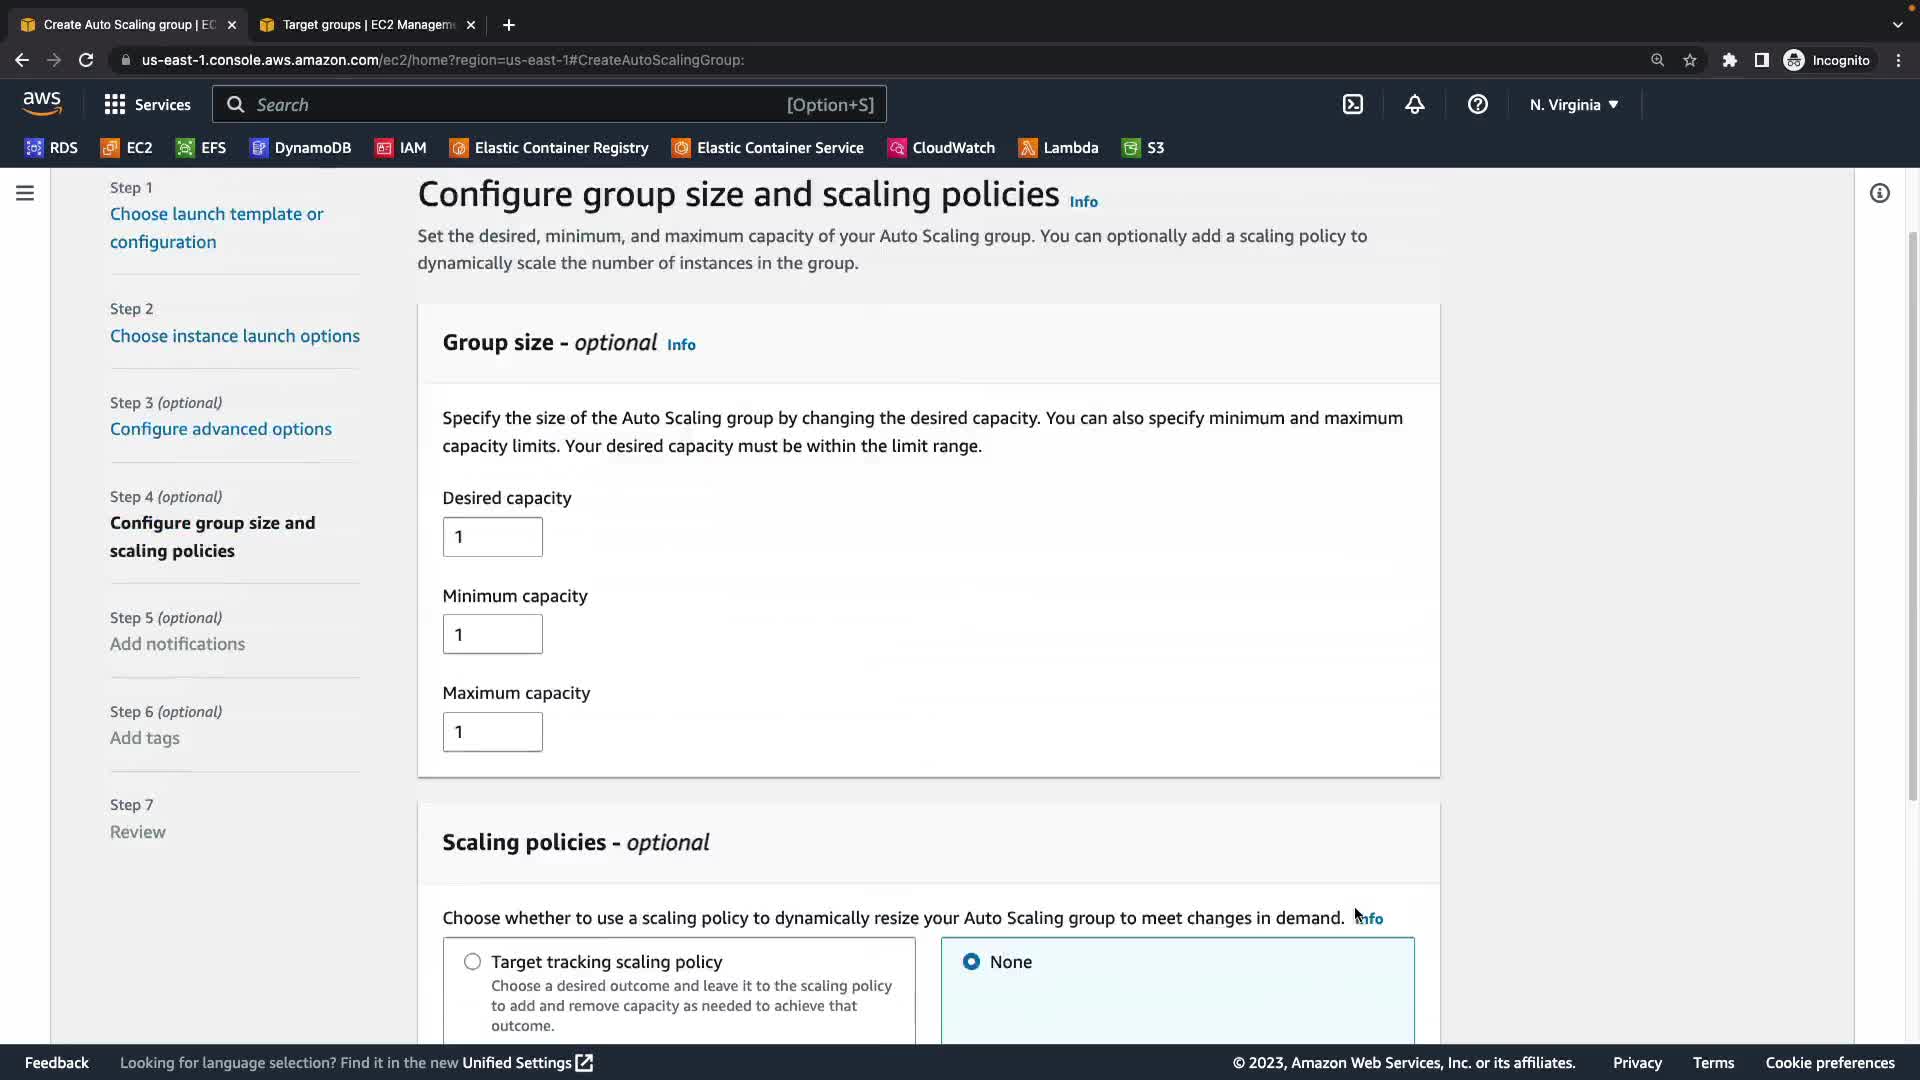 Create Auto Scaling group | EC
Target groups | EC2 Managem
us-east-1.console.aws.amazon.com/ec2/home?region=us-east-1#CreateAutoScalingGroup:
Incognito
aws
Services
Search
[Option+S]
N. Virginia
RDS
EC2
EFS
DynamoDB
IAM
Elastic Container Registry
Elastic Container Service
CloudWatch
Lambda
S3
Step 1
Choose launch template or
configuration
Step 2
Choose instance launch options
Step 3 (optional)
Configure advanced options
Step 4 (optional)
Configure group size and
scaling policies
Step 5 (optional)
Add notifications
Step 6 (optional)
Add tags
Step 7
Review
Configure group size and scaling policies Info
Set the desired, minimum, and maximum capacity of your Auto Scaling group. You can optionally add a scaling policy to
dynamically scale the number of instances in the group.
Group size - optional Info
Specify the size of the Auto Scaling group by changing the desired capacity. You can also specify minimum and maximum
capacity limits. Your desired capacity must be within the limit range.
Desired capacity
1
Minimum capacity
1
Maximum capacity
1
Scaling policies - optional
Choose whether to use a scaling policy to dynamically resize your Auto Scaling group to meet changes in demand. Info
Target tracking scaling policy
Choose a desired outcome and leave it to the scaling policy
to add and remove capacity as needed to achieve that
outcome.
None
Feedback
Looking for language selection? Find it in the new Unified Settings
© 2023, Amazon Web Services, Inc. or its affiliates.
Privacy
Terms
Cookie preferences